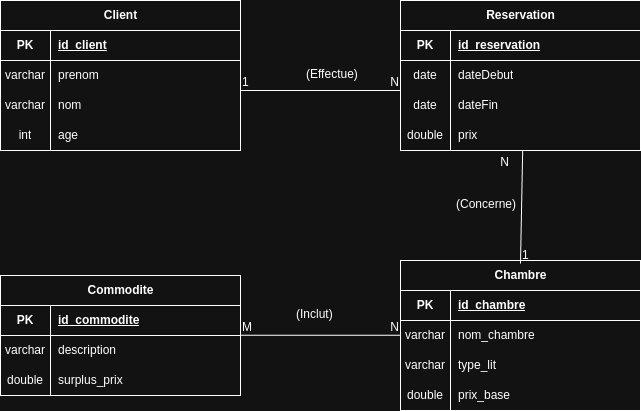 Client
PK id_client
varchar prenom
varchar nom
int age
Reservation
PK id_reservation
date dateDebut
date dateFin
double prix
(Effectue)
1 N
N
(Concerne)
1
Commodite
PK id_commodite
varchar description
double surplus_prix
(Inclut)
M N
Chambre
PK id_chambre
varchar nom_chambre
varchar type_lit
double prix_base